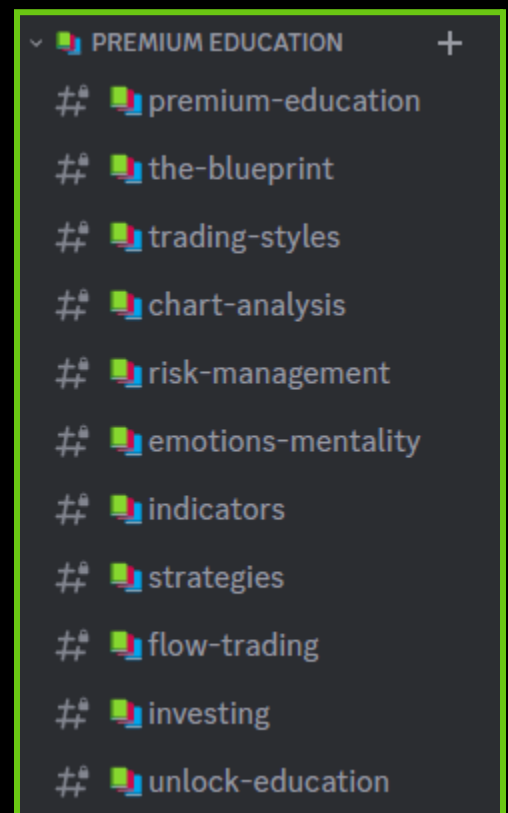 PREMIUM EDUCATION
premium-education
the-blueprint
trading-styles
chart-analysis
risk-management
emotions-mentality
indicators
strategies
flow-trading
investing
unlock-education